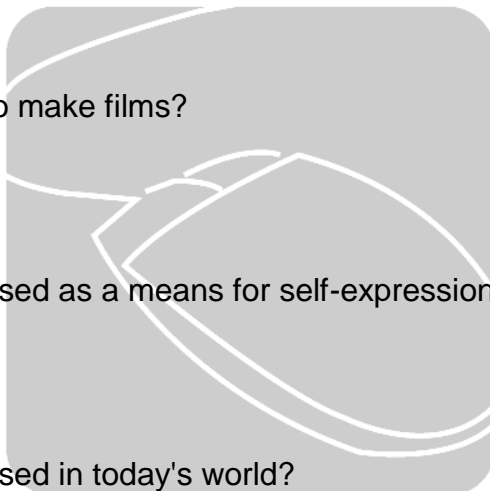 o make films?
sed as a means for self-expression
sed in today's world?